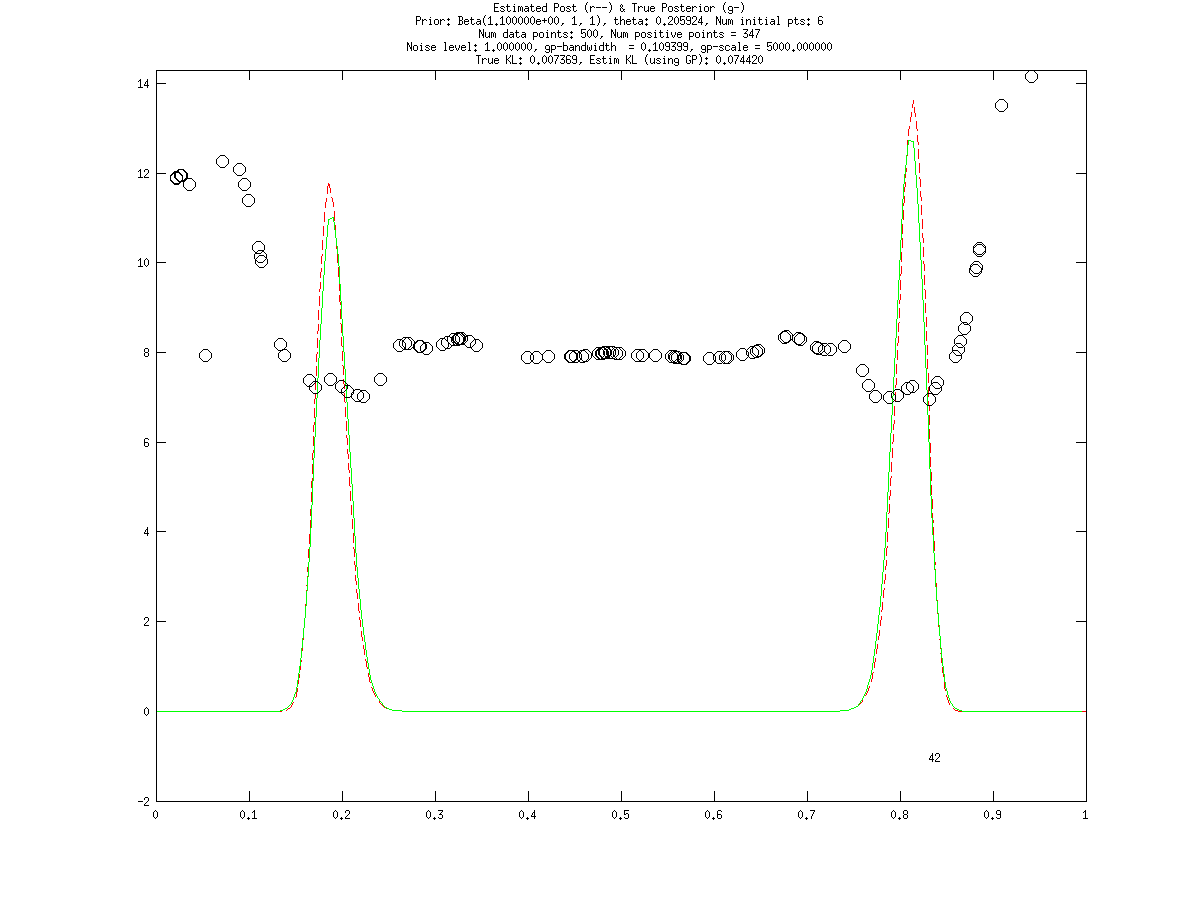 Estimated Post (r--) & True Posterior (g-)
Prior: Beta(1.100000e+00, 1, 1), theta: 0.205924, Num initial pts: 6
Num data points: 500, Num positive points = 347
Noise level: 1.000000, gp-bandwidth  = 0.109399, gp-scale = 5000.000000
True KL: 0.007369, Estim KL (using GP): 0.074420
14
12
10
8
6
4
2
0
-2
42
0 0.1 0.2 0.3 0.4 0.5 0.6 0.7 0.8 0.9 1